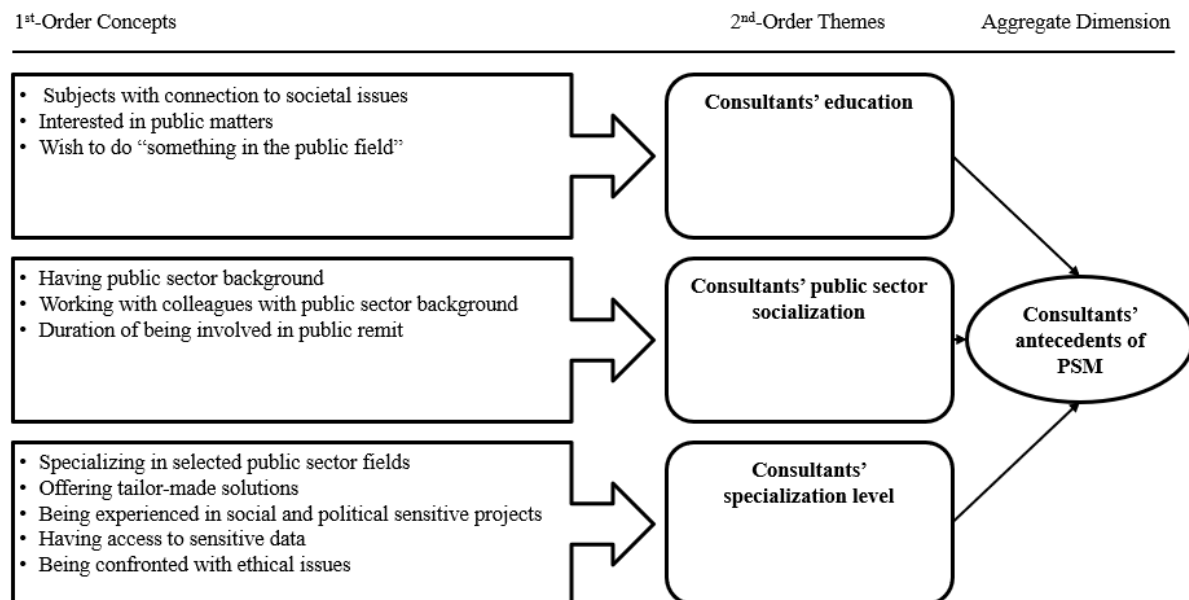 1st-Order Concepts
2nd-Order Themes
Aggregate Dimension
• Subjects with connection to societal issues
• Interested in public matters
• Wish to do “something in the public field”
Consultants’ education
• Having public sector background
• Working with colleagues with public sector background
• Duration of being involved in public remit
Consultants’ public sector
socialization
Consultants’
antecedents of
PSM
• Specializing in selected public sector fields
• Offering tailor-made solutions
• Being experienced in social and political sensitive projects
• Having access to sensitive data
• Being confronted with ethical issues
Consultants’
specialization level